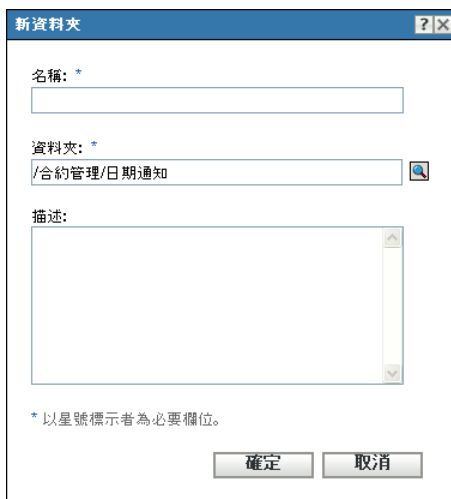 新資料夾 ? ×
名稱: *
資料夾: *
/合約管理/日期通知
描述:
* 以星號標示者為必要欄位。
確定 取消